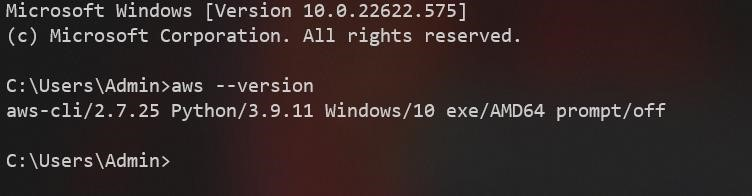 Microsoft Windows [Version 10.0.22622.575]
(c) Microsoft Corporation. All rights reserved.
C:\Users\Admin>aws --version
aws-cli/2.7.25 Python/3.9.11 Windows/10 exe/AMD64 prompt/off
C:\Users\Admin>